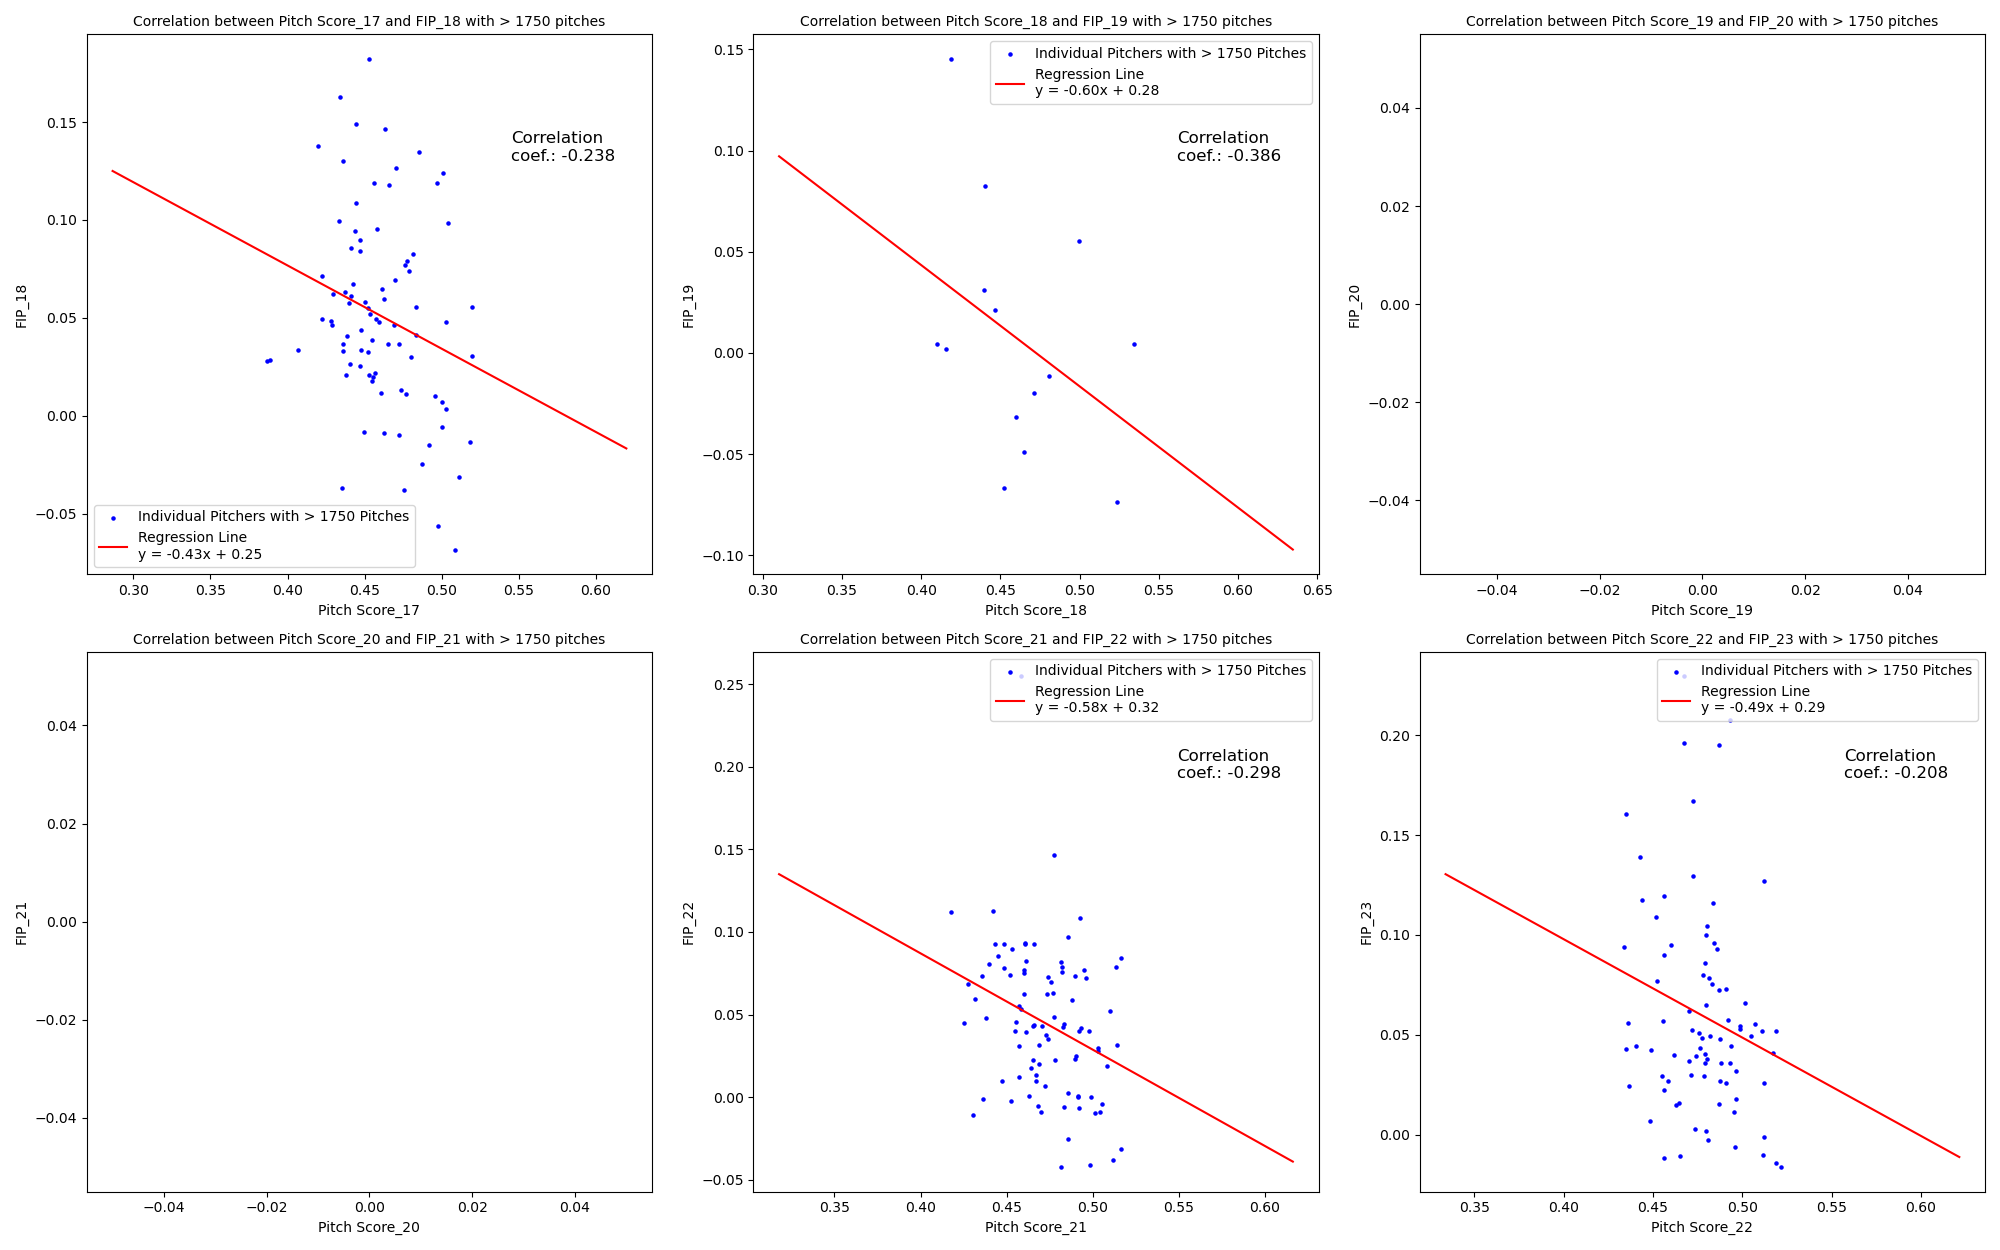 Correlation between Pitch Score_17 and FIP_18 with > 1750 pitches
FIP_18
0.15
0.10
0.05
0.00
−0.05
Correlation
coef.: -0.238
Individual Pitchers with > 1750 Pitches
Regression Line
y = -0.43x + 0.25
0.30 0.35 0.40 0.45 0.50 0.55 0.60
Pitch Score_17
Correlation between Pitch Score_18 and FIP_19 with > 1750 pitches
FIP_19
0.15
0.10
0.05
0.00
−0.05
−0.10
Individual Pitchers with > 1750 Pitches
Regression Line
y = -0.60x + 0.28
Correlation
coef.: -0.386
0.30 0.35 0.40 0.45 0.50 0.55 0.60 0.65
Pitch Score_18
Correlation between Pitch Score_19 and FIP_20 with > 1750 pitches
FIP_20
0.04
0.02
0.00
−0.02
−0.04
−0.04 −0.02 0.00 0.02 0.04
Pitch Score_19
Correlation between Pitch Score_20 and FIP_21 with > 1750 pitches
FIP_21
0.04
0.02
0.00
−0.02
−0.04
−0.04 −0.02 0.00 0.02 0.04
Pitch Score_20
Correlation between Pitch Score_21 and FIP_22 with > 1750 pitches
FIP_22
0.25
0.20
0.15
0.10
0.05
0.00
−0.05
Individual Pitchers with > 1750 Pitches
Regression Line
y = -0.58x + 0.32
Correlation
coef.: -0.298
0.35 0.40 0.45 0.50 0.55 0.60
Pitch Score_21
Correlation between Pitch Score_22 and FIP_23 with > 1750 pitches
FIP_23
0.20
0.15
0.10
0.05
0.00
Individual Pitchers with > 1750 Pitches
Regression Line
y = -0.49x + 0.29
Correlation
coef.: -0.208
0.35 0.40 0.45 0.50 0.55 0.60
Pitch Score_22